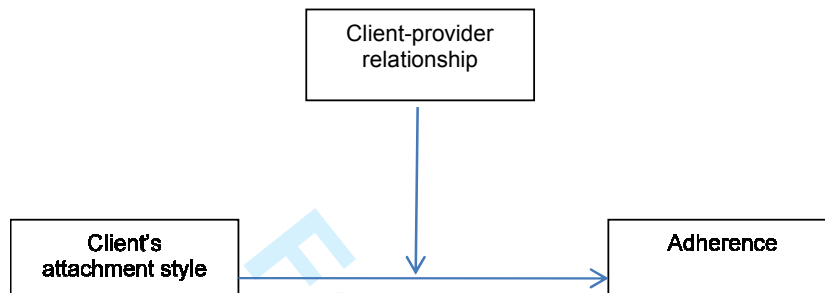 Client-provider
relationship
Client's
attachment style
Adherence
F